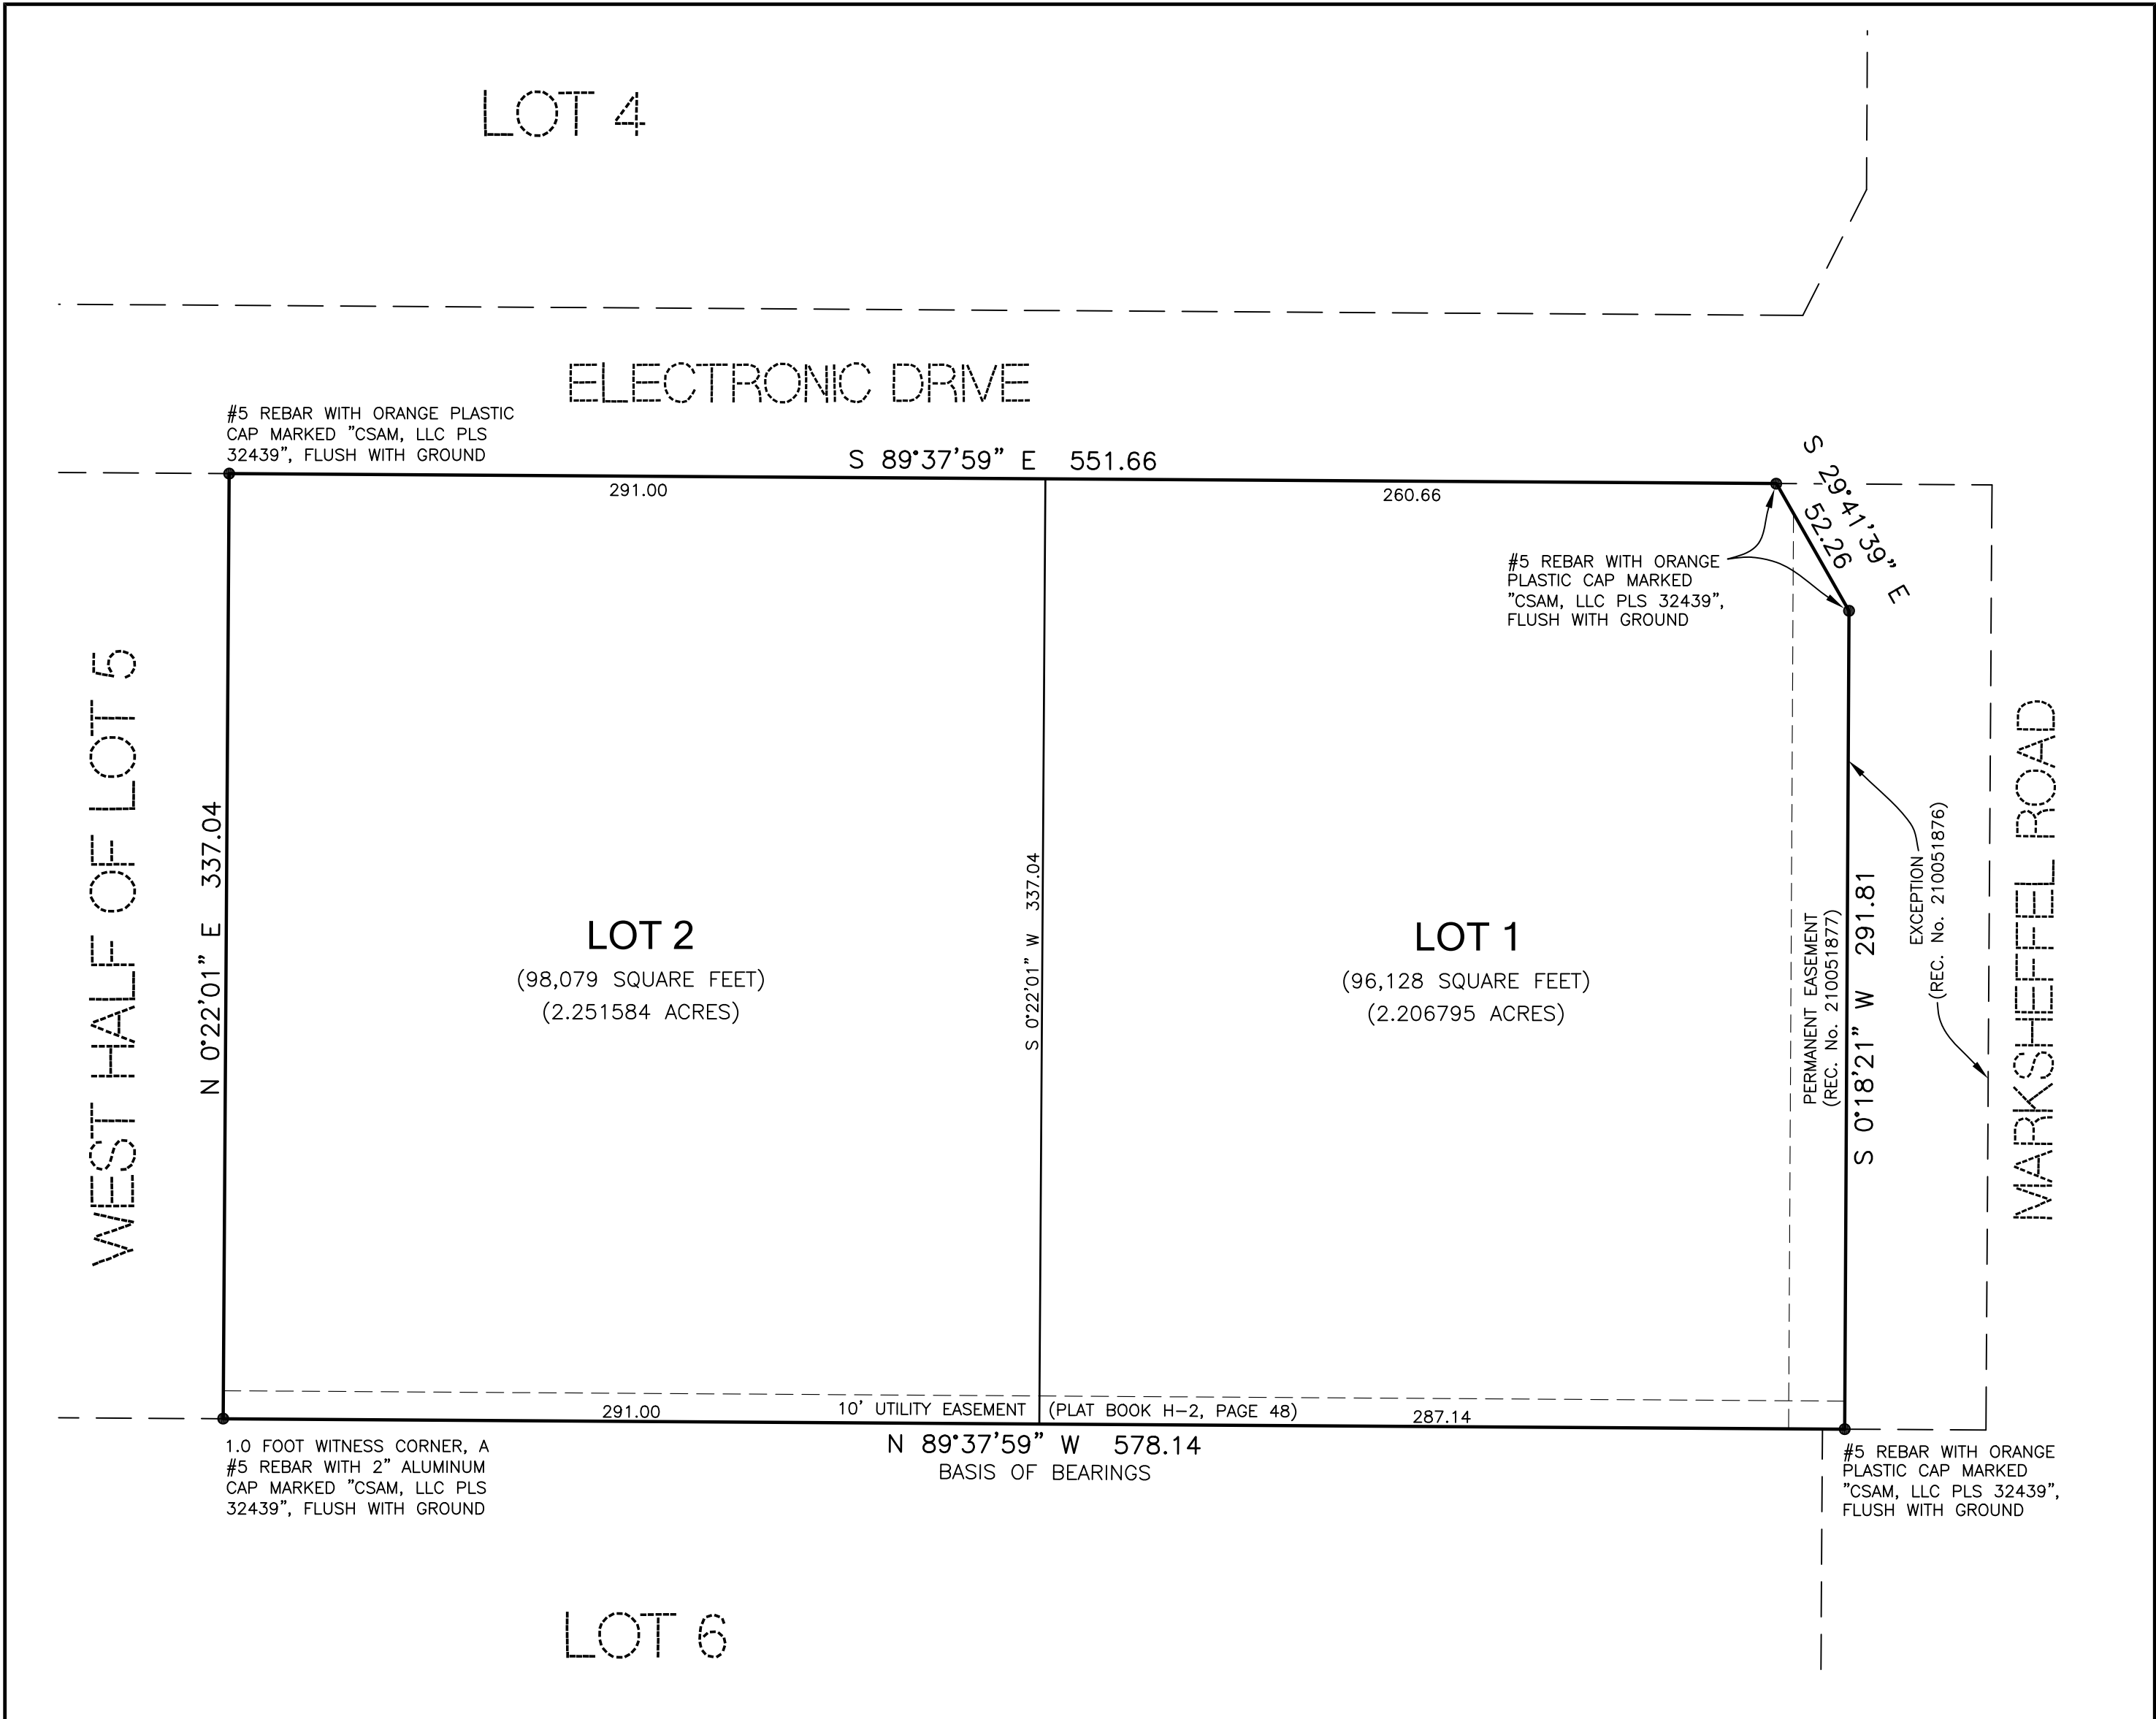 LOT 4
ELECTRONIC DRIVE
#5 REBAR WITH ORANGE PLASTIC
CAP MARKED "CSAM, LLC PLS
32439", FLUSH WITH GROUND
S 89°37'59" E 551.66
291.00
260.66
S 29°41'39" E
52.26
#5 REBAR WITH ORANGE
PLASTIC CAP MARKED
"CSAM, LLC PLS 32439",
FLUSH WITH GROUND
WEST HALF OF LOT 5
N 0°22'01" E 337.04
LOT 2
(98,079 SQUARE FEET)
(2.251584 ACRES)
S 0°22'01" W 337.04
LOT 1
(96,128 SQUARE FEET)
(2.206795 ACRES)
PERMANENT EASEMENT
(REC. No. 210051877)
S 0°18'21" W 291.81
EXCEPTION
(REC. No. 210051876)
MARKSHEFFEL ROAD
291.00
10' UTILITY EASEMENT (PLAT BOOK H-2, PAGE 48)
287.14
N 89°37'59" W 578.14
BASIS OF BEARINGS
1.0 FOOT WITNESS CORNER, A
#5 REBAR WITH 2" ALUMINUM
CAP MARKED "CSAM, LLC PLS
32439", FLUSH WITH GROUND
#5 REBAR WITH ORANGE
PLASTIC CAP MARKED
"CSAM, LLC PLS 32439",
FLUSH WITH GROUND
LOT 6